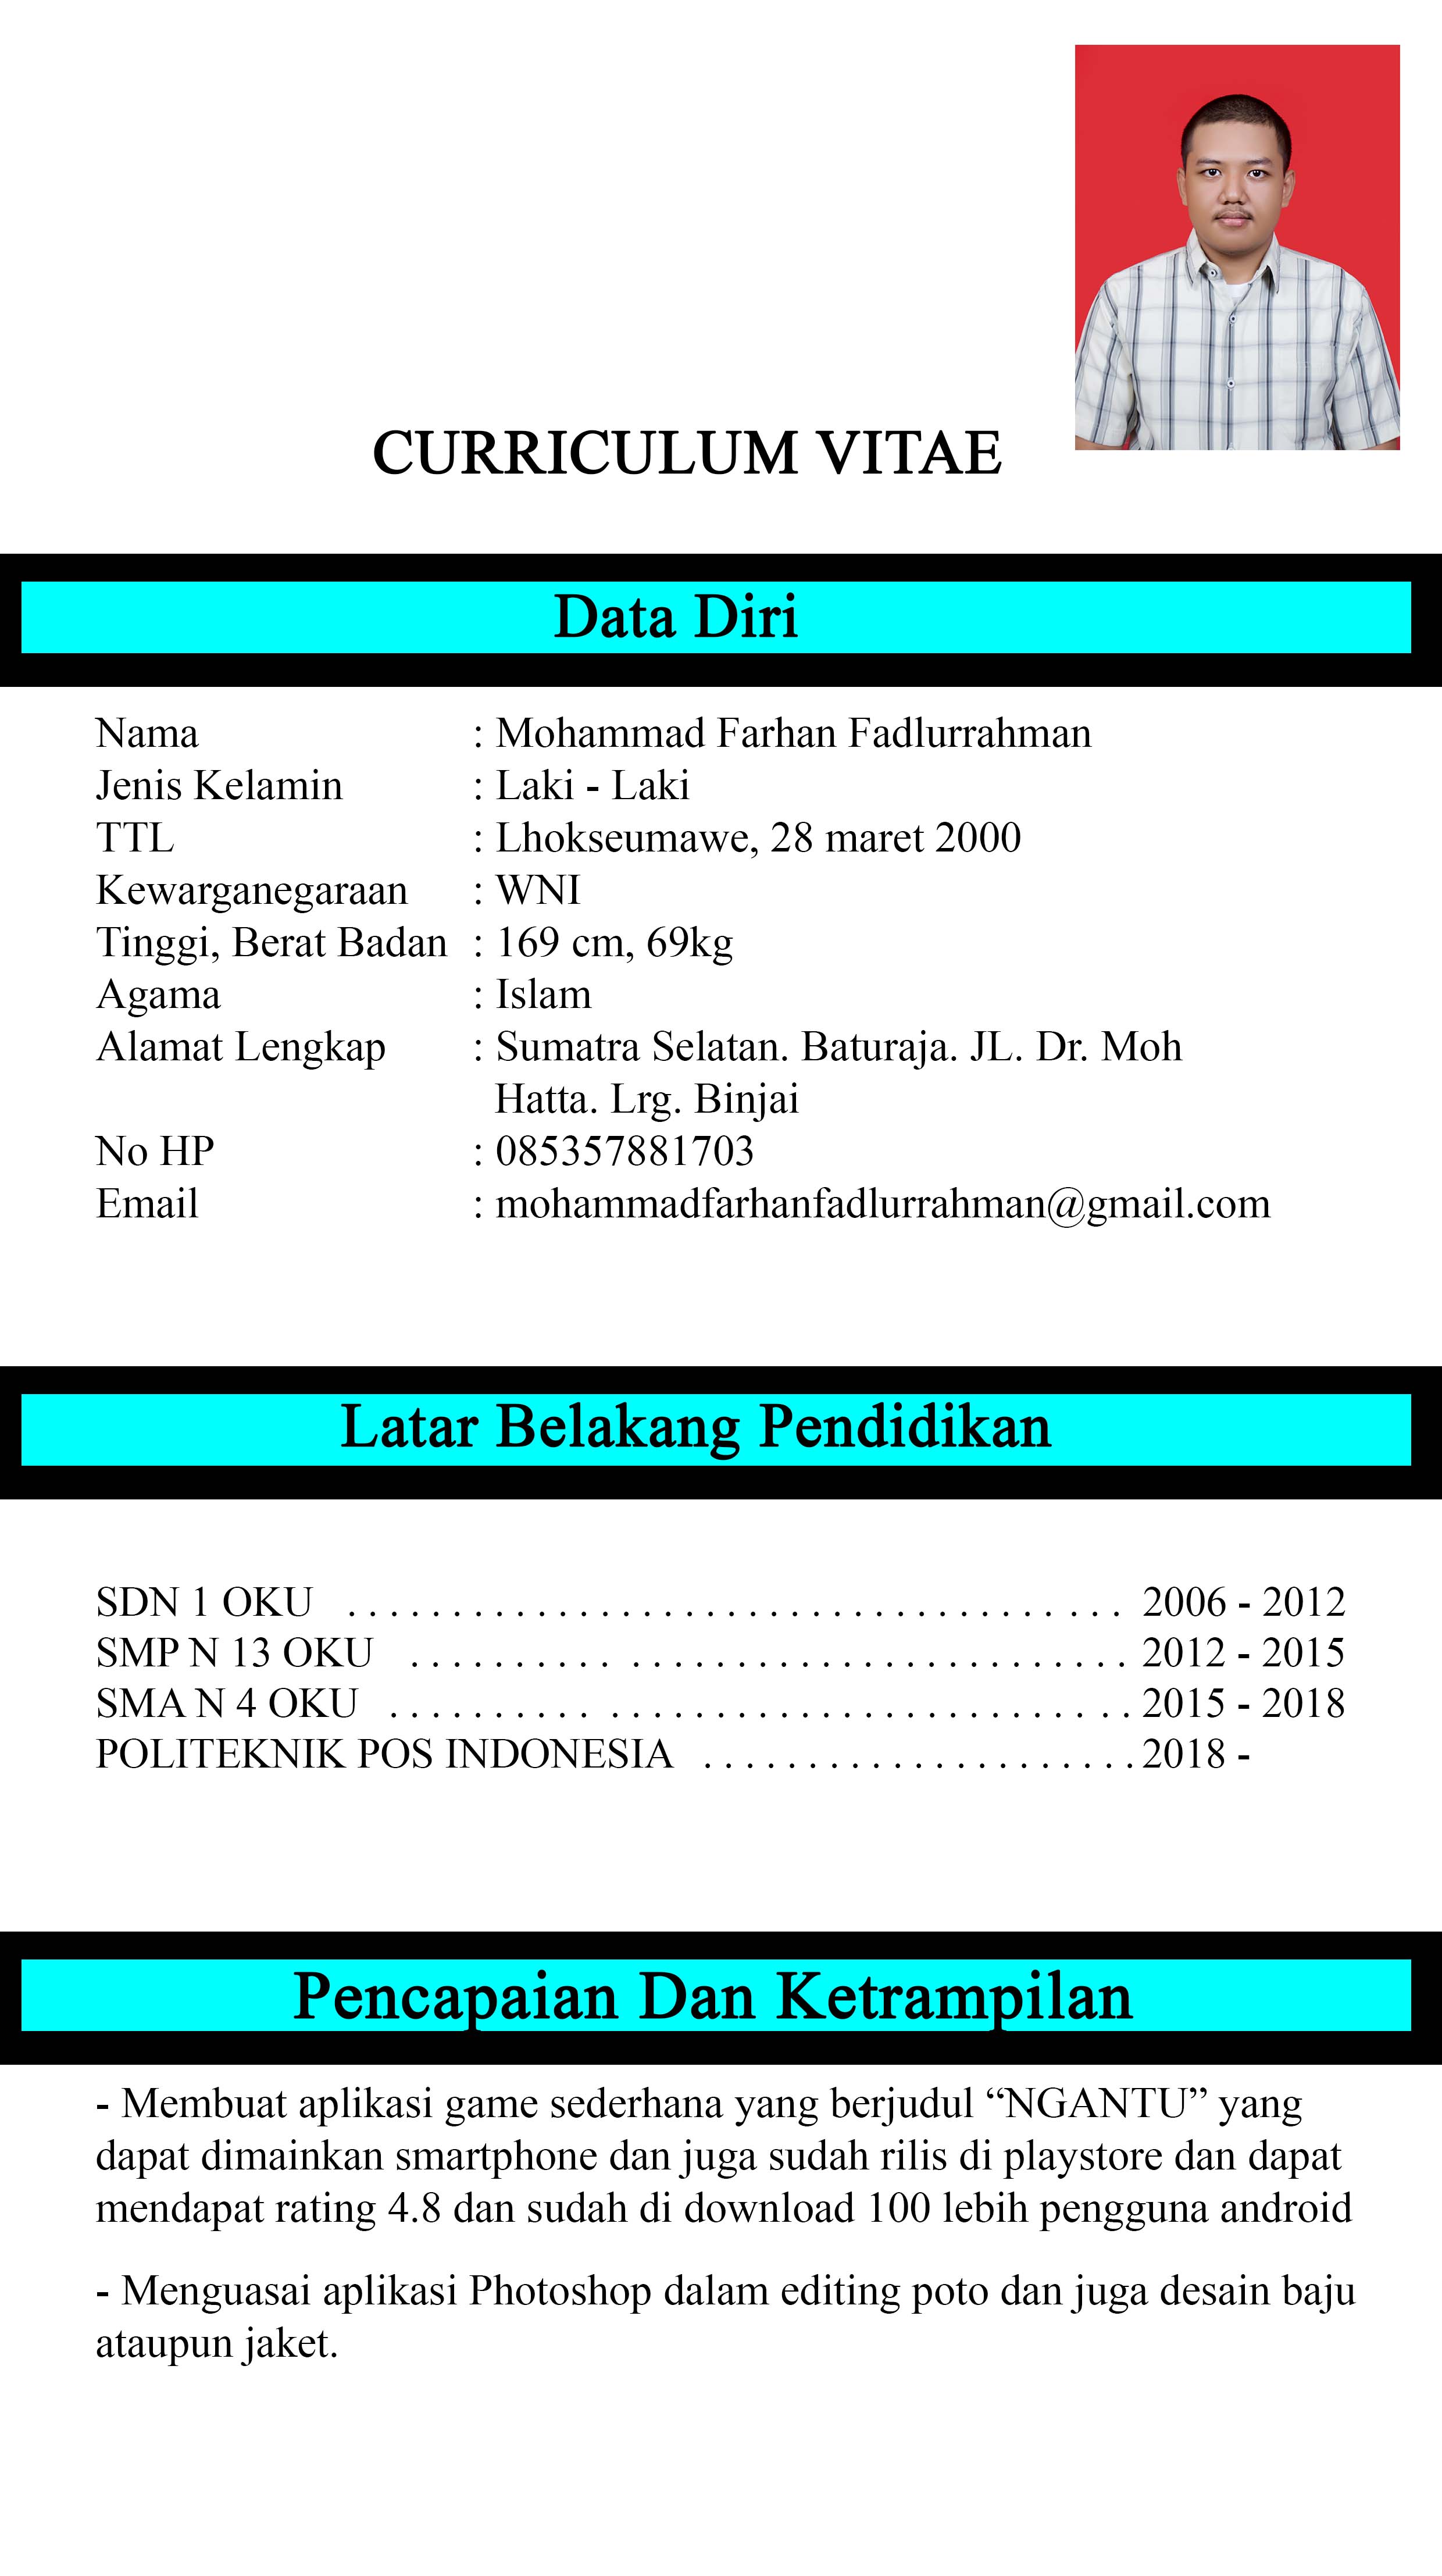 CURRICULUM VITAE
Data Diri
Nama : Mohammad Farhan Fadlurrahman
Jenis Kelamin : Laki - Laki
TTL : Lhokseumawe, 28 maret 2000
Kewarganegaraan : WNI
Tinggi, Berat Badan : 169 cm, 69kg
Agama : Islam
Alamat Lengkap : Sumatra Selatan. Baturaja. JL. Dr. Moh
Hatta. Lrg. Binjai
No HP : 085357881703
Email : mohammadfarhanfadlurrahman@gmail.com
Latar Belakang Pendidikan
SDN 1 OKU . . . . . . . . . . . . . . . . . . . . . . . . . . . . . . . . . . . . . 2006 - 2012
SMP N 13 OKU . . . . . . . . . . . . . . . . . . . . . . . . . . . . . . . . . . 2012 - 2015
SMA N 4 OKU . . . . . . . . . . . . . . . . . . . . . . . . . . . . . . . . . . . 2015 - 2018
POLITEKNIK POS INDONESIA . . . . . . . . . . . . . . . . . . . . . 2018 -
Pencapaian Dan Ketrampilan
- Membuat aplikasi game sederhana yang berjudul “NGANTU” yang
dapat dimainkan smartphone dan juga sudah rilis di playstore dan dapat
mendapat rating 4.8 dan sudah di download 100 lebih pengguna android
- Menguasai aplikasi Photoshop dalam editing poto dan juga desain baju
ataupun jaket.